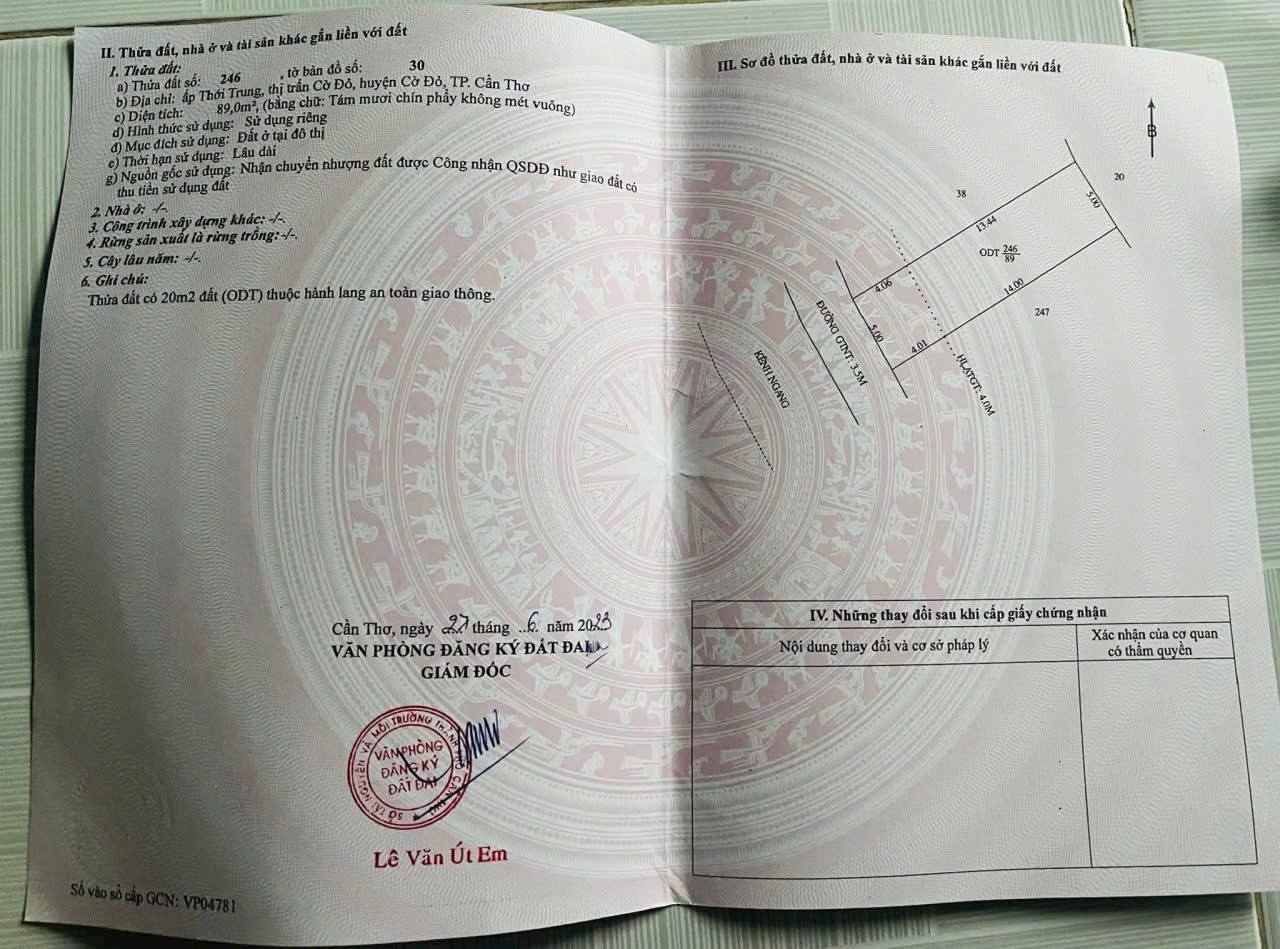 II. Thửa đất, nhà ở và tài sản khác gắn liền với đất
1. Thửa đất:
a) Thửa đất số: 246 , tờ bản đồ số: 30
b) Địa chỉ: ấp Thới Trung, thị trấn Cờ Đỏ, huyện Cờ Đỏ, TP. Cần Thơ
c) Diện tích: 89,0m², (bằng chữ: Tám mươi chín phẩy không mét vuông)
d) Hình thức sử dụng: Sử dụng riêng
đ) Mục đích sử dụng: Đất ở tại đô thị
e) Thời hạn sử dụng: Lâu dài
g) Nguồn gốc sử dụng: Nhận chuyển nhượng đất được Công nhận QSDĐ như giao đất có
thu tiền sử dụng đất
2. Nhà ở: -/-.
3. Công trình xây dựng khác: -/-.
4. Rừng sản xuất là rừng trồng:-/-.
5. Cây lâu năm: -/-.
6. Ghi chú:
Thửa đất có 20m2 đất (ODT) thuộc hành lang an toàn giao thông.
Cần Thơ, ngày 27 tháng ..6. năm 2023
VĂN PHÒNG ĐĂNG KÝ ĐẤT ĐAI
GIÁM ĐỐC
SỞ TÀI NGUYÊN VÀ MÔI TRƯỜNG THÀNH PHỐ CẦN THƠ
VĂN PHÒNG
ĐĂNG KÝ
ĐẤT ĐAI
Lê Văn Út Em
Số vào sổ cấp GCN: VP04781
III. Sơ đồ thửa đất, nhà ở và tài sản khác gắn liền với đất
B
20
38
5.00
13.44
ODT 246
89
4.06
14.00
247
5.00
4.01
ĐƯỜNG GTNT: 3.5M
HLATGT: 4.0M
KÊNH NGANG
IV. Những thay đổi sau khi cấp giấy chứng nhận
Nội dung thay đổi và cơ sở pháp lý
Xác nhận của cơ quan
có thẩm quyền